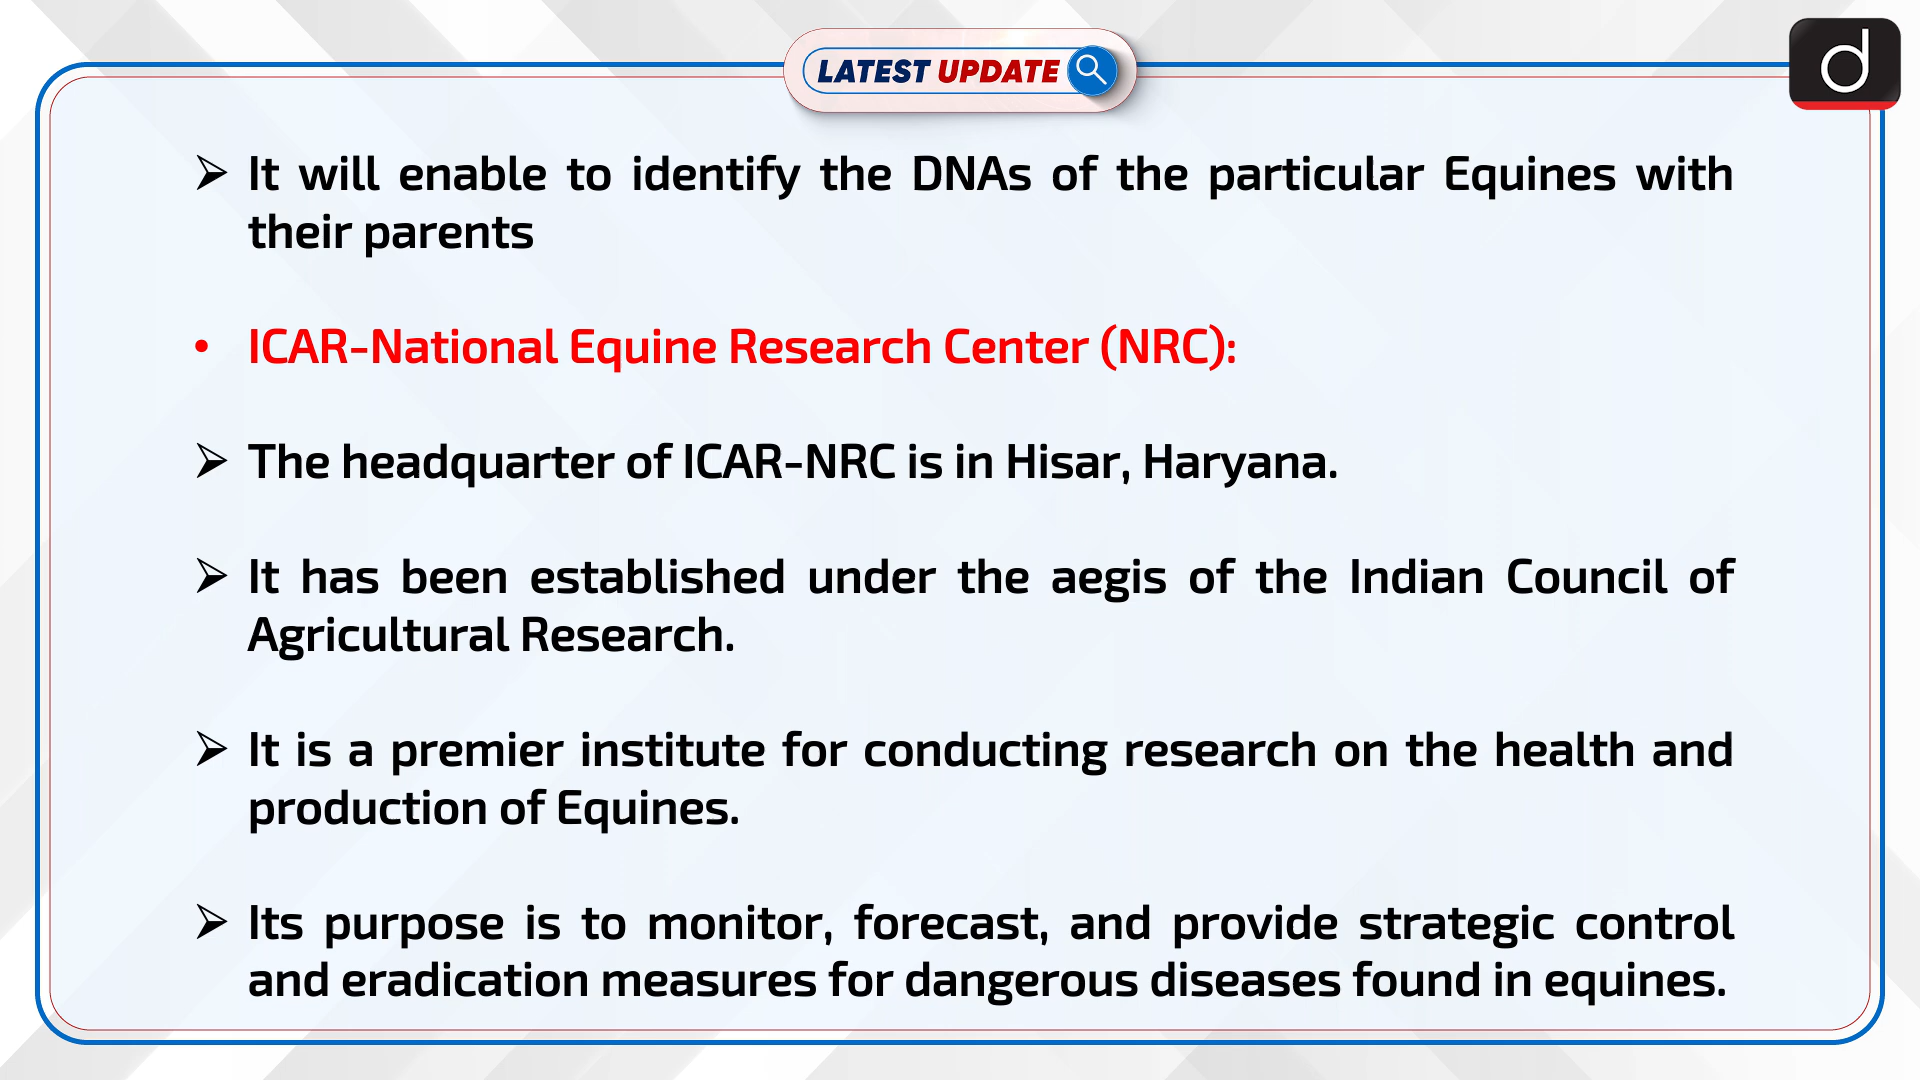 LATEST UPDATE
d
➢ It will enable to identify the DNAs of the particular Equines with
their parents
• ICAR-National Equine Research Center (NRC):
➢ The headquarter of ICAR-NRC is in Hisar, Haryana.
➢ It has been established under the aegis of the Indian Council of
Agricultural Research.
➢ It is a premier institute for conducting research on the health and
production of Equines.
➢ Its purpose is to monitor, forecast, and provide strategic control
and eradication measures for dangerous diseases found in equines.